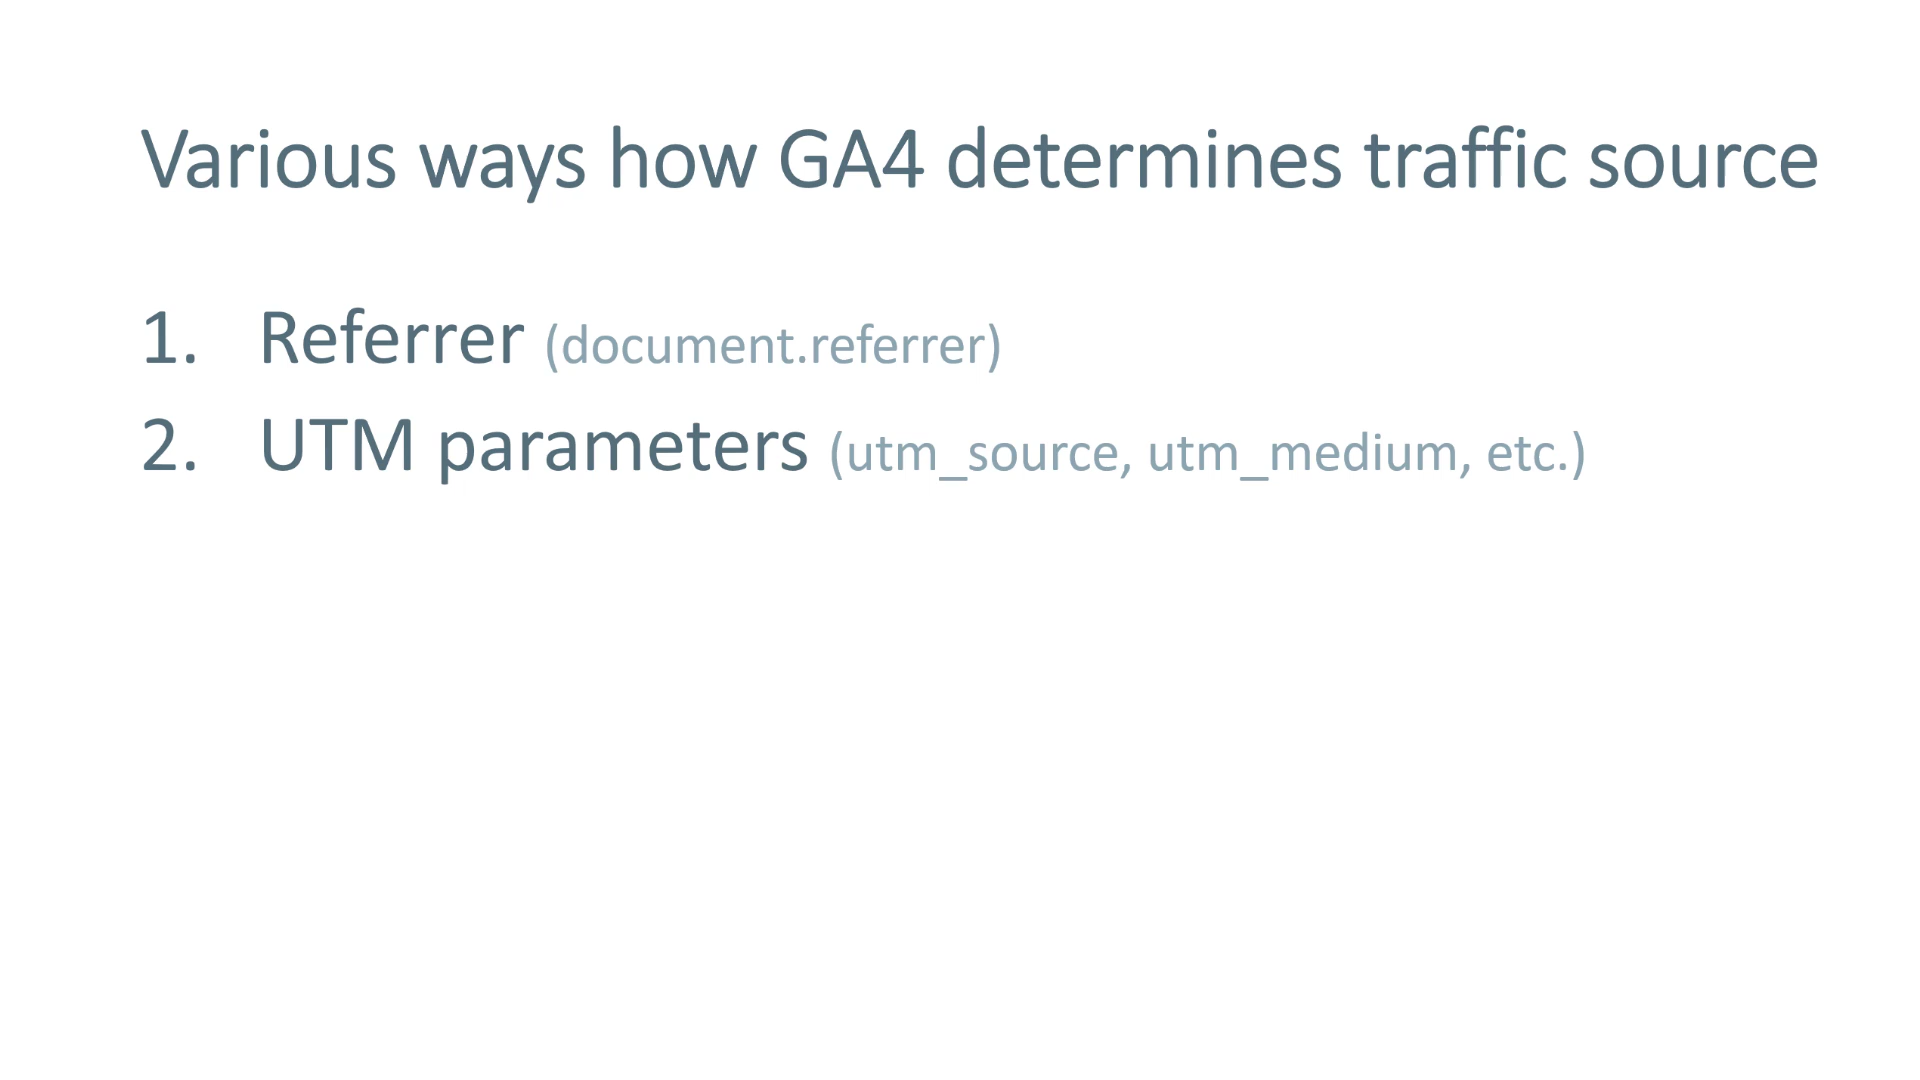 Various ways how GA4 determines traffic source
1. Referrer (document.referrer)
2. UTM parameters (utm_source, utm_medium, etc.)